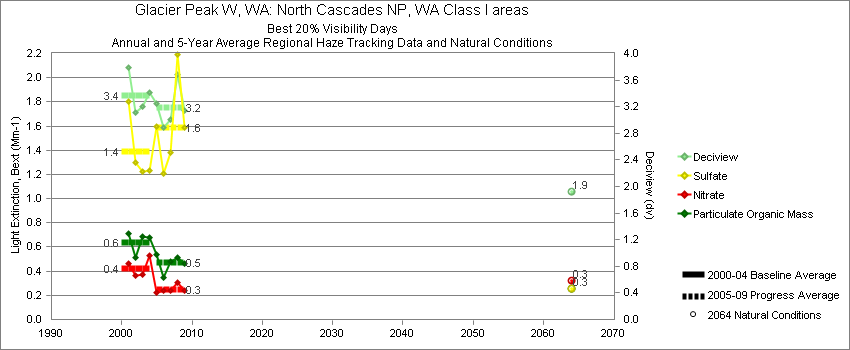 Glacier Peak W, WA: North Cascades NP, WA Class I areas
Best 20% Visibility Days
Annual and 5-Year Average Regional Haze Tracking Data and Natural Conditions
Light Extinction, Bext (Mm-1)
2.2
2.0
1.8
1.6
1.4
1.2
1.0
0.8
0.6
0.4
0.2
0.0
3.4
3.2
1.6
1.4
0.6
0.5
0.4
0.3
1.9
0.3
0.3
4.0
3.6
3.2
2.8
2.4
2.0
1.6
1.2
0.8
0.4
0.0
Deciview (dv)
1990 2000 2010 2020 2030 2040 2050 2060 2070
Deciview
Sulfate
Nitrate
Particulate Organic Mass
2000-04 Baseline Average
2005-09 Progress Average
2064 Natural Conditions